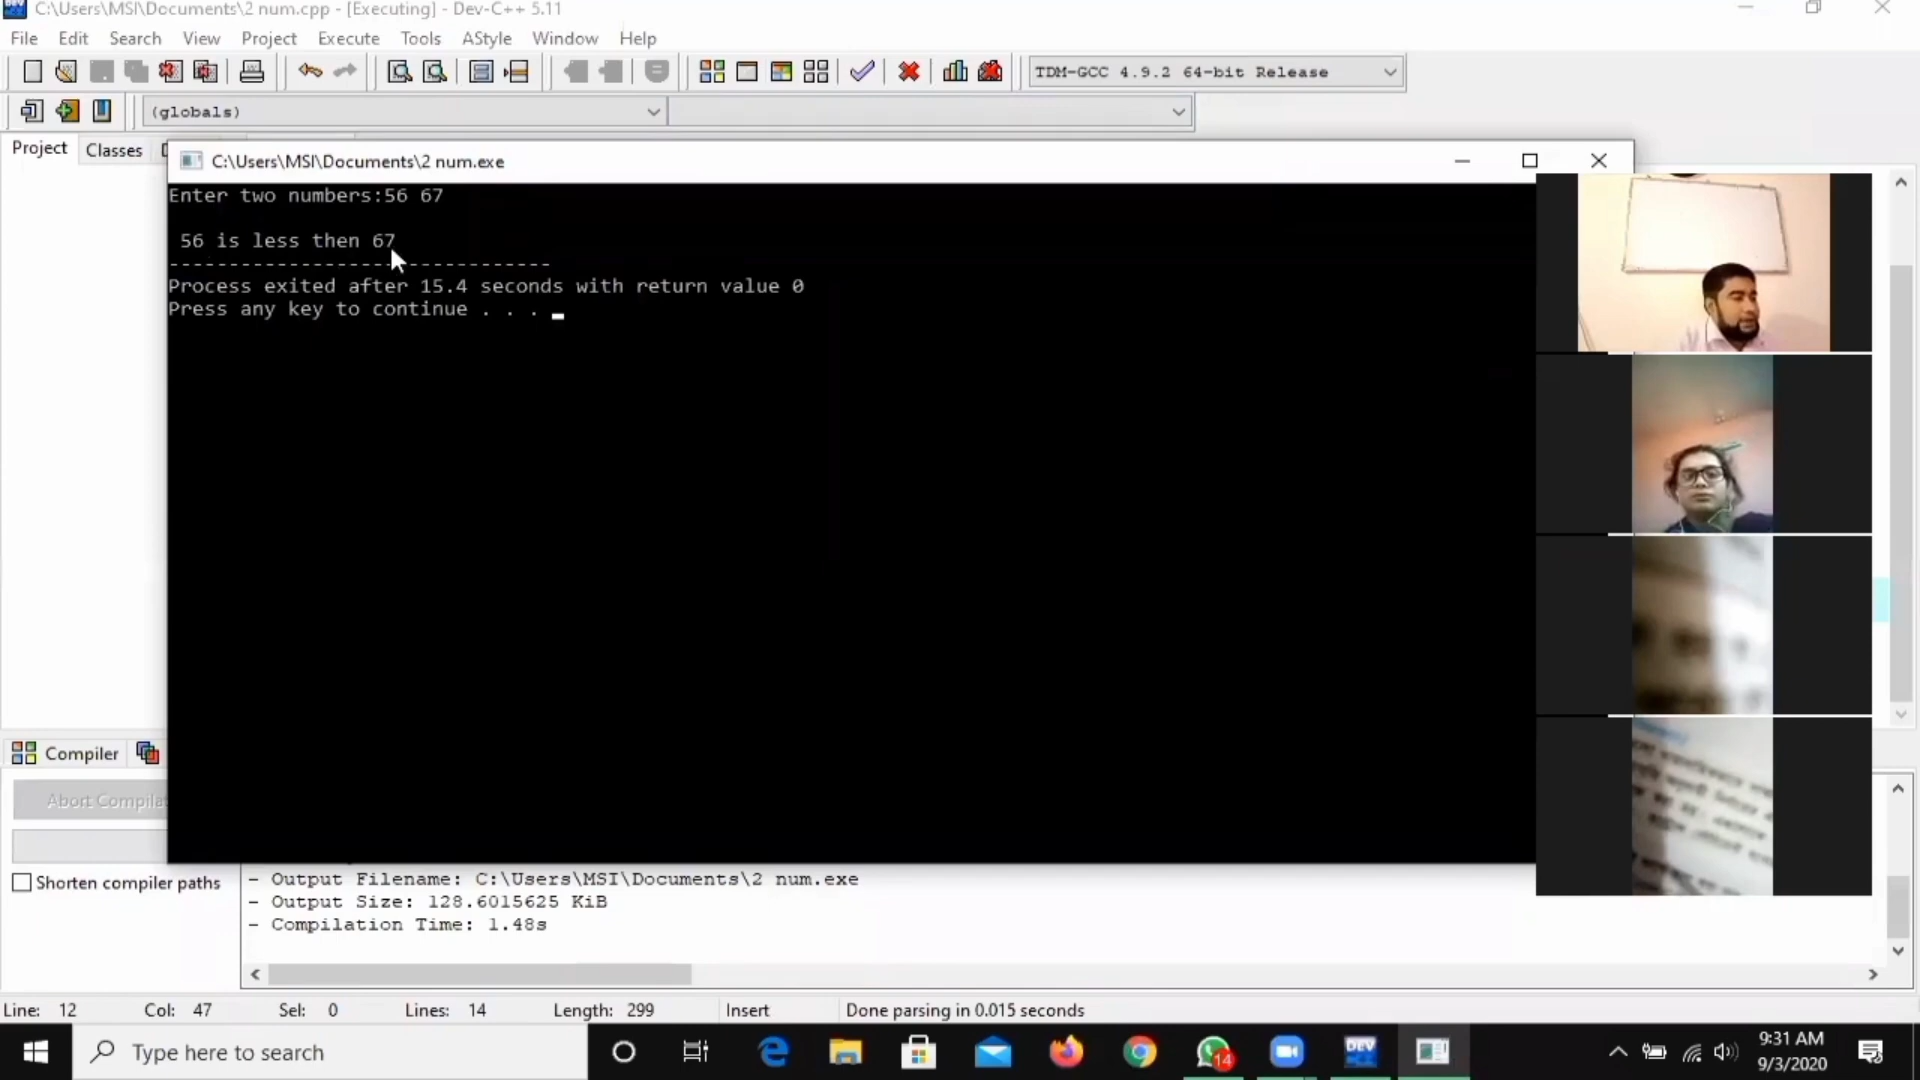 C:\Users\MSI\Documents\2 num.cpp - [Executing] - Dev-C++ 5.11
File Edit Search View Project Execute Tools AStyle Window Help
TDM-GCC 4.9.2 64-bit Release
(globals)
Project Classes D
C:\Users\MSI\Documents\2 num.exe
Enter two numbers:56 67
56 is less then 67
--------------------------------
Process exited after 15.4 seconds with return value 0
Press any key to continue . . .
Compiler
Abort Compilat
Shorten compiler paths
- Output Filename: C:\Users\MSI\Documents\2 num.exe
- Output Size: 128.6015625 KiB
- Compilation Time: 1.48s
Line: 12 Col: 47 Sel: 0 Lines: 14 Length: 299 Insert Done parsing in 0.015 seconds
Type here to search
DEV
14
9:31 AM
9/3/2020